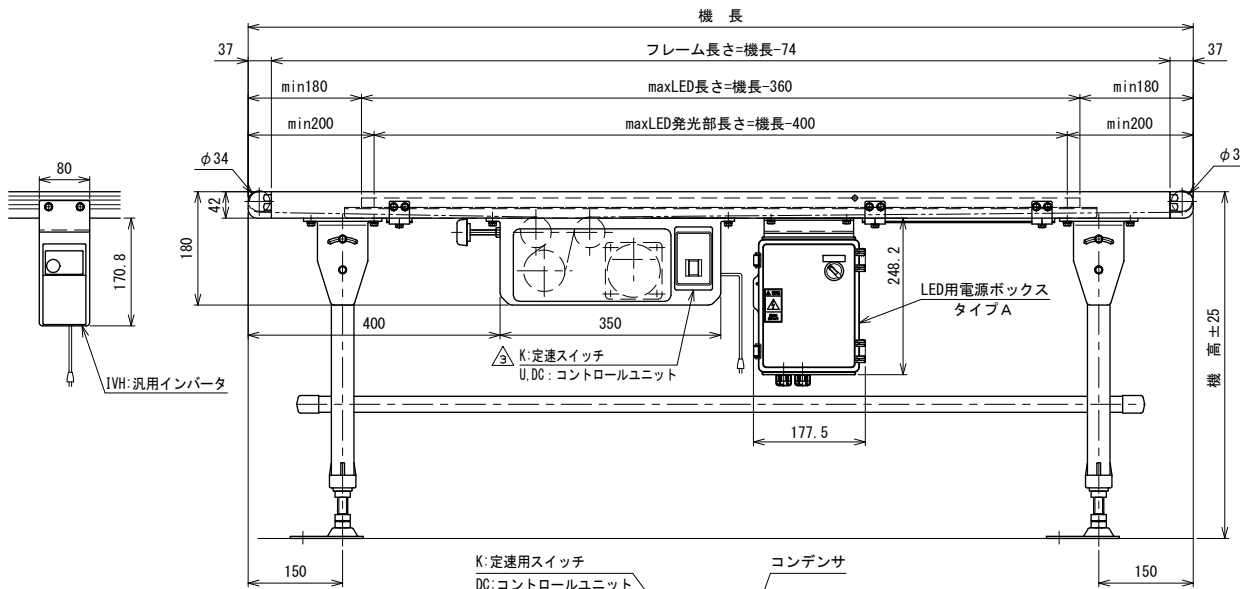 機 長
37
フレーム長さ=機長-74
37
min180
maxLED長さ=機長-360
min180
min200
maxLED発光部長さ=機長-400
min200
φ34
φ3
80
42
180
170.8
248.2
LED用電源ボックス
タイプA
400
350
3
K:定速スイッチ
U,DC:コントロールユニット
IVH:汎用インバータ
機 高±25
177.5
K:定速用スイッチ
DC:コントロールユニット
コンデンサ
150
150